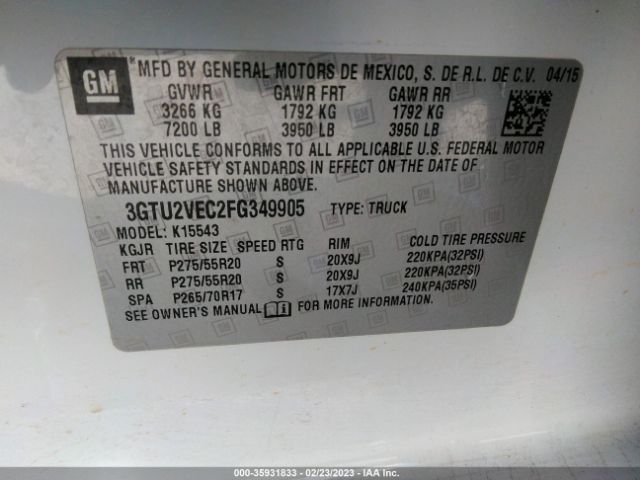 GM
*MFD BY GENERAL MOTORS DE MEXICO, S. DE R.L. DE C.V. 04/15
GVWR GAWR FRT GAWR RR
3266 KG 1792 KG 1792 KG
7200 LB 3950 LB 3950 LB
THIS VEHICLE CONFORMS TO ALL APPLICABLE U.S. FEDERAL MOTOR
VEHICLE SAFETY STANDARDS IN EFFECT ON THE DATE OF
MANUFACTURE SHOWN ABOVE.
3GTU2VEC2FG349905 TYPE: TRUCK
MODEL: K15543
KGJR TIRE SIZE SPEED RTG RIM COLD TIRE PRESSURE
FRT P275/55R20 S 20X9J 220KPA(32PSI)
RR P275/55R20 S 20X9J 220KPA(32PSI)
SPA P265/70R17 S 17X7J 240KPA(35PSI)
SEE OWNER'S MANUAL FOR MORE INFORMATION.
000-35931833 - 02/23/2023 - IAA Inc.